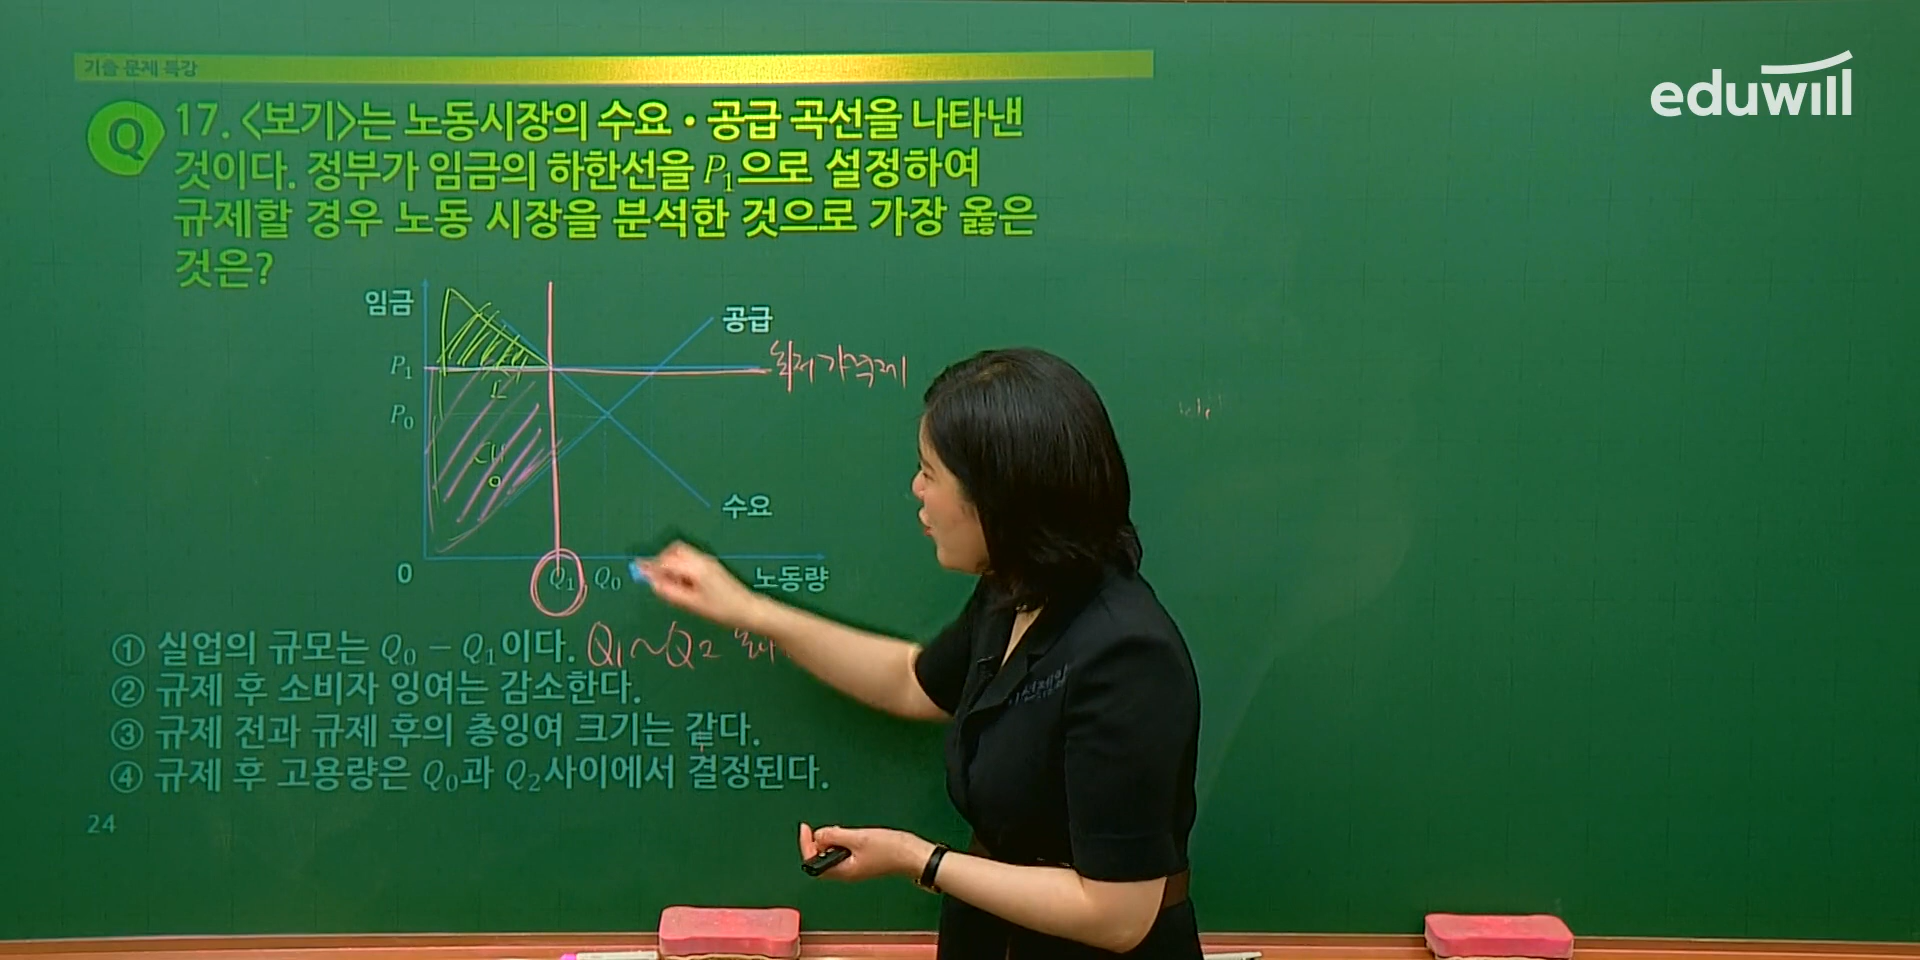 기출 문제 특강
eduwill
Q
17. <보기>는 노동시장의 수요·공급 곡선을 나타낸
것이다. 정부가 임금의 하한선을 P₁으로 설정하여
규제할 경우 노동 시장을 분석한 것으로 가장 옳은
것은?
임금
공급
P₁
최저가격제
P₀
수요
0
Q₁
Q₀
노동량
① 실업의 규모는 Q₀ - Q₁이다.
Q1~Q2
② 규제 후 소비자 잉여는 감소한다.
③ 규제 전과 규제 후의 총잉여 크기는 같다.
④ 규제 후 고용량은 Q₀과 Q₂사이에서 결정된다.
24